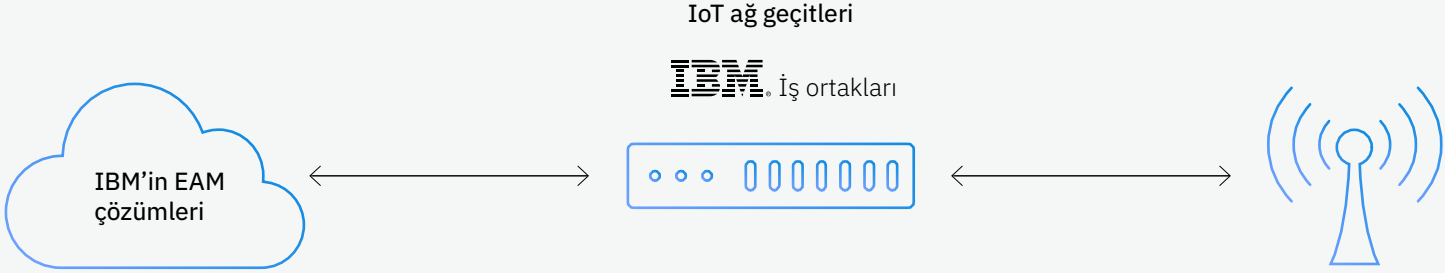 IoT ağ geçitleri
IBM® İş ortakları
IBM’in EAM
çözümleri